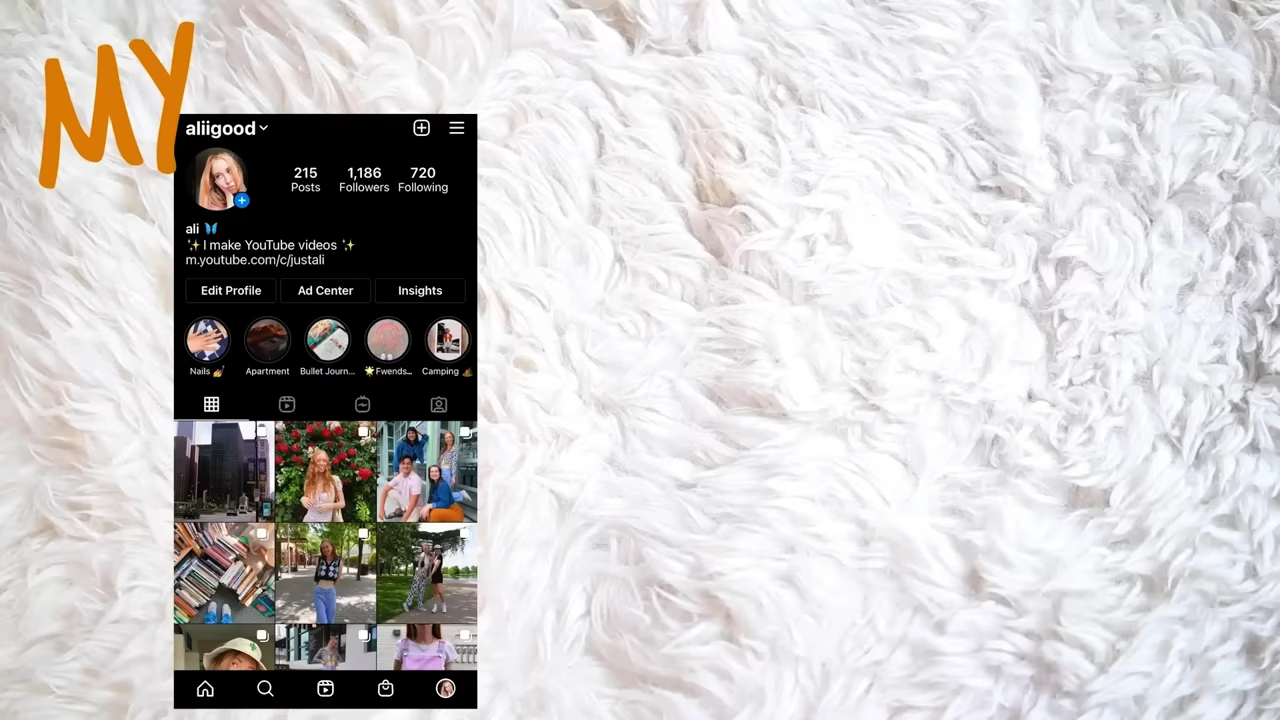 MY
aliigood
215 1,186 720
Posts Followers Following
ali 🦋
✨ I make YouTube videos ✨
m.youtube.com/c/justali
Edit Profile Ad Center Insights
Nails 💅 Apartment Bullet Journ... 🌟Fwends... Camping 🏕